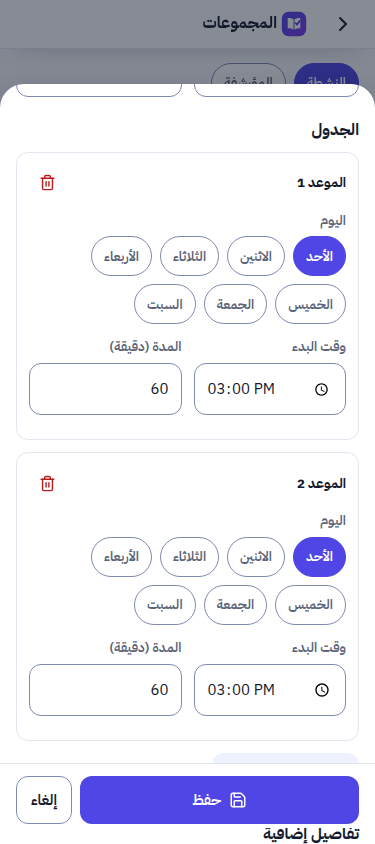 المجموعات
النشطة المؤرشفة
الجدول
الموعد 1
اليوم
الأحد الاثنين الثلاثاء الأربعاء
الخميس الجمعة السبت
وقت البدء المدة (دقيقة)
03:00 PM 60
الموعد 2
اليوم
الأحد الاثنين الثلاثاء الأربعاء
الخميس الجمعة السبت
وقت البدء المدة (دقيقة)
03:00 PM 60
حفظ إلغاء
تفاصيل إضافية